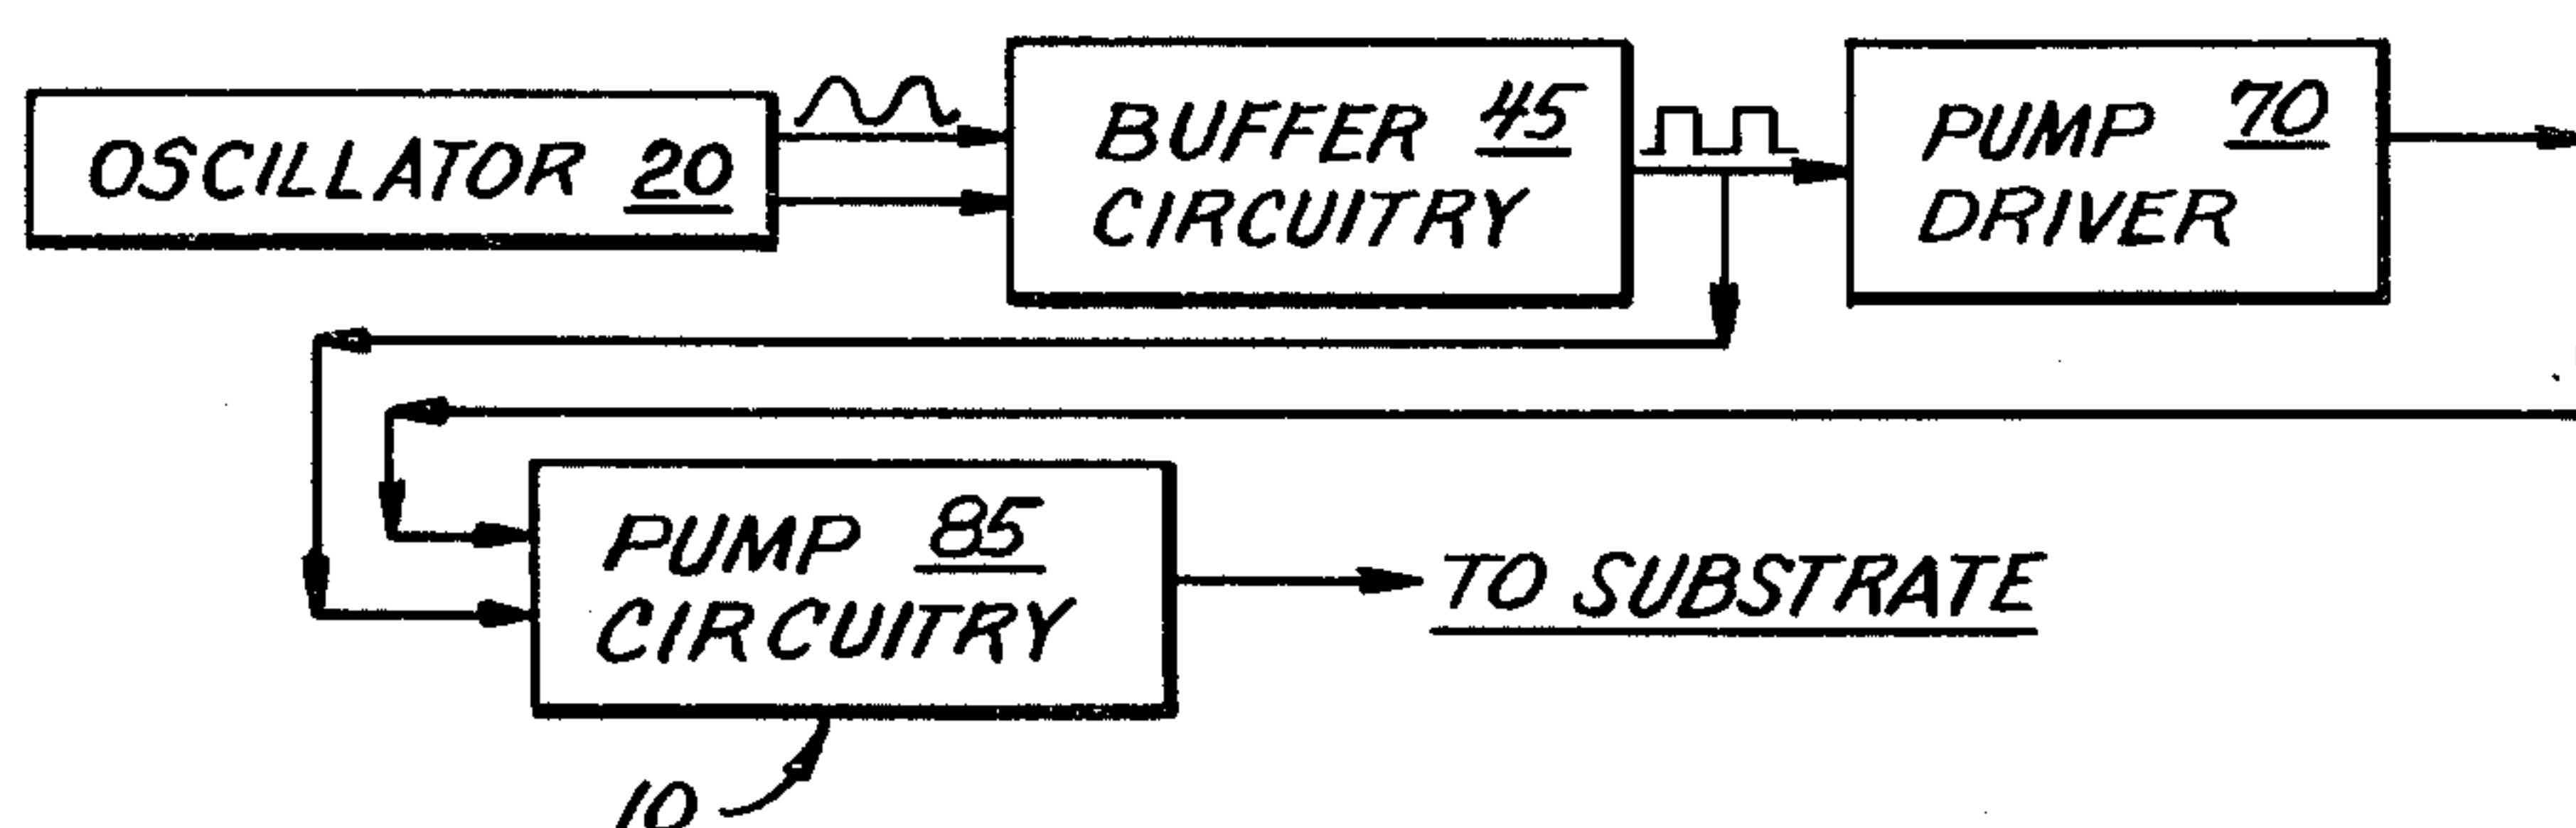 OSCILLATOR 20
BUFFER 45
CIRCUITRY
PUMP 70
DRIVER
PUMP 85
CIRCUITRY
TO SUBSTRATE
10